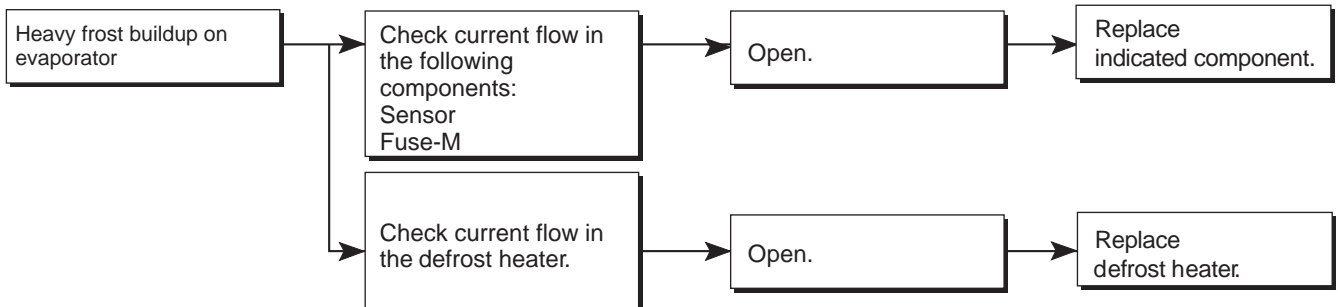 Heavy frost buildup on
evaporator
Check current flow in
the following
components:
Sensor
Fuse-M
Open.
Replace
indicated component.
Check current flow in
the defrost heater.
Open.
Replace
defrost heater.